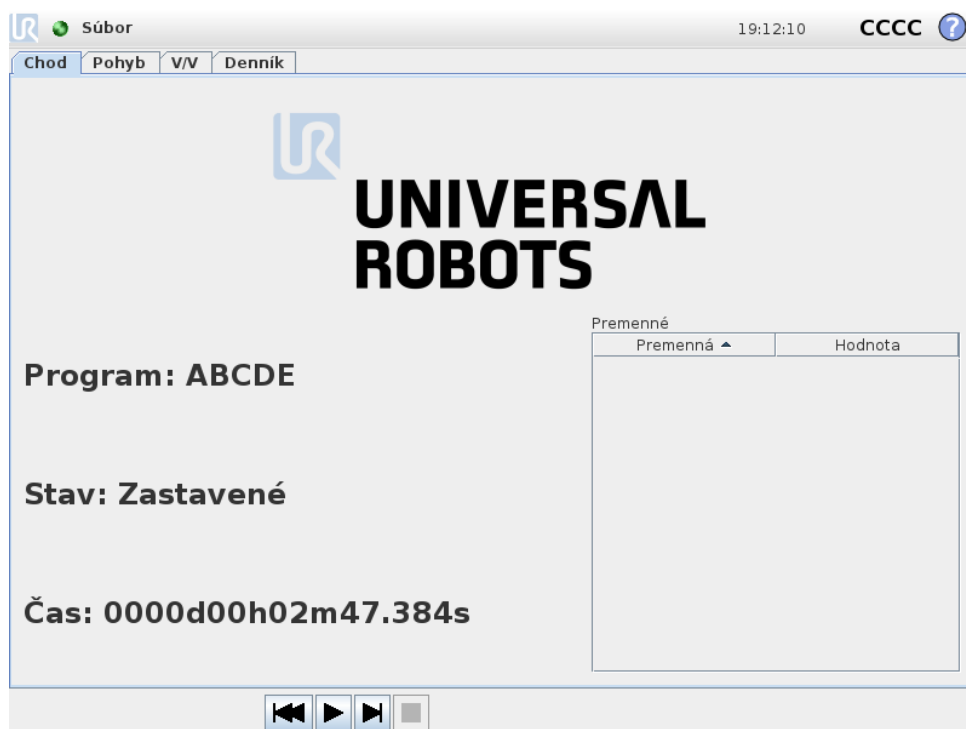 Súbor 19:12:10 CCCC ?
Chod Pohyb V/V Denník
UR
UNIVERSAL
ROBOTS
Premenné
Premenná Hodnota
Program: ABCDE
Stav: Zastavené
Čas: 0000d00h02m47.384s